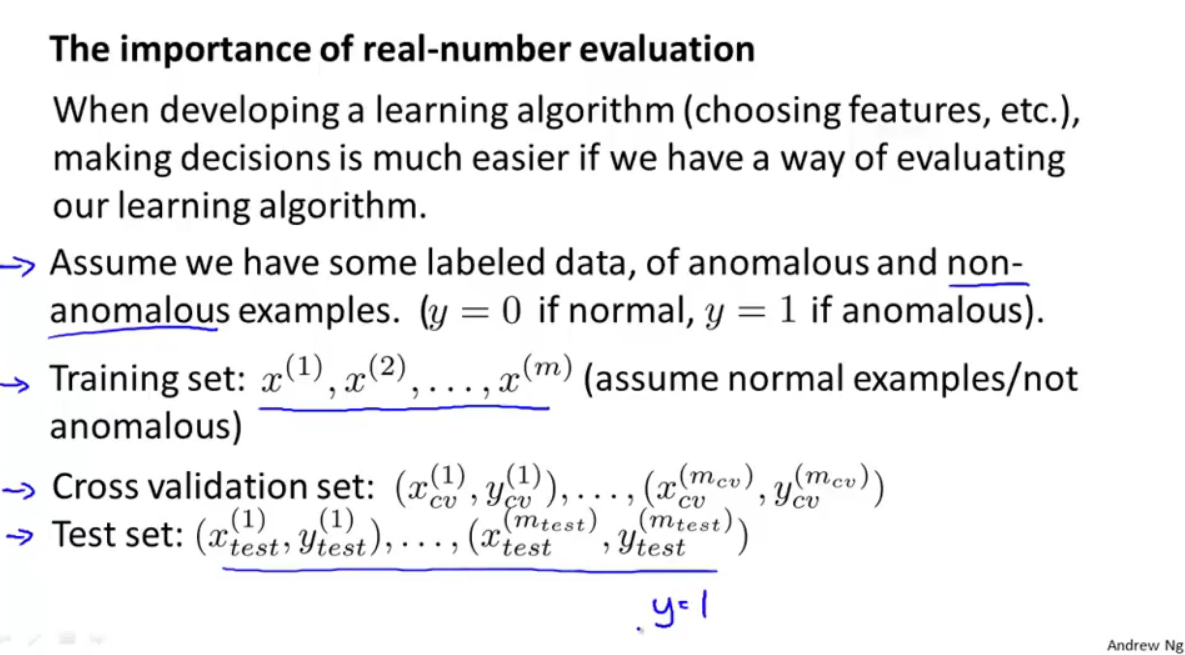 The importance of real-number evaluation
When developing a learning algorithm (choosing features, etc.),
making decisions is much easier if we have a way of evaluating
our learning algorithm.
→ Assume we have some labeled data, of anomalous and non-
anomalous examples. (y = 0 if normal, y = 1 if anomalous).
→ Training set: x^{(1)}, x^{(2)}, . . . , x^{(m)} (assume normal examples/not
anomalous)
→ Cross validation set: (x_{cv}^{(1)}, y_{cv}^{(1)}), . . . , (x_{cv}^{(m_{cv})}, y_{cv}^{(m_{cv})})
→ Test set: (x_{test}^{(1)}, y_{test}^{(1)}), . . . , (x_{test}^{(m_{test})}, y_{test}^{(m_{test})})
y=1
Andrew Ng